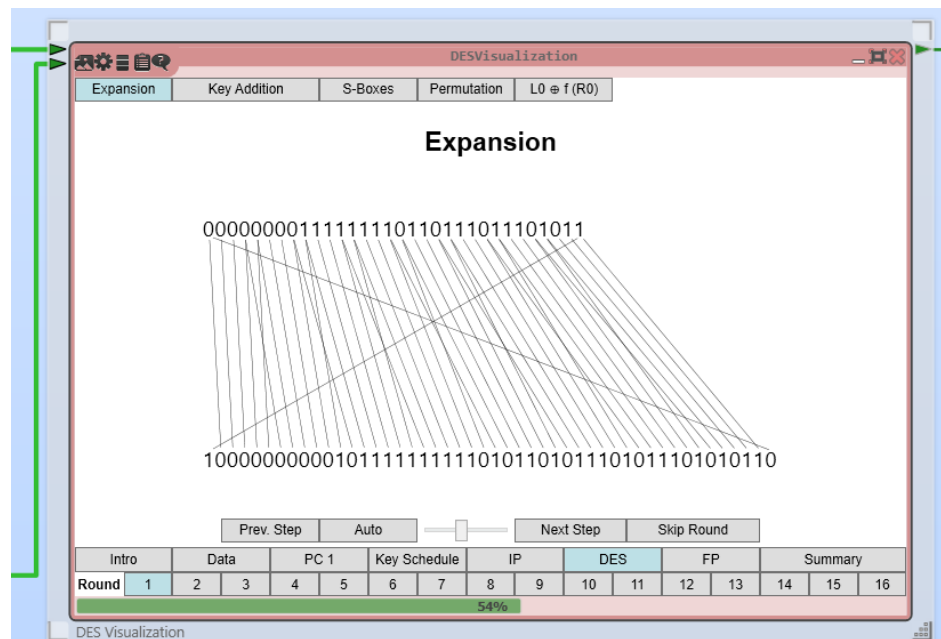 DESVisualization
Expansion Key Addition S-Boxes Permutation L0 ⊕ f (R0)
Expansion
00000000111111110110111011101011
100000000001011111111110101101011101011101010110
Prev. Step Auto Next Step Skip Round
Intro Data PC 1 Key Schedule IP DES FP Summary
Round 1 2 3 4 5 6 7 8 9 10 11 12 13 14 15 16
54%
DES Visualization